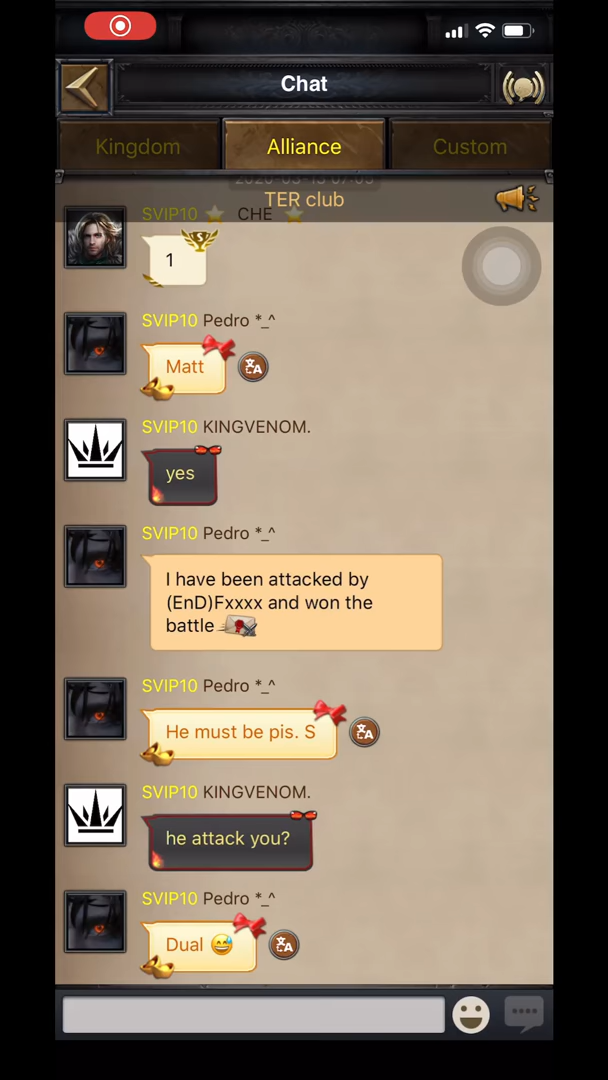 Chat
Kingdom
Alliance
Custom
TER club
SVIP10 CHE
1
SVIP10 Pedro *_^
Matt
SVIP10 KINGVENOM.
yes
SVIP10 Pedro *_^
I have been attacked by
(EnD)Fxxxx and won the
battle
SVIP10 Pedro *_^
He must be pis. S
SVIP10 KINGVENOM.
he attack you?
SVIP10 Pedro *_^
Dual 😅